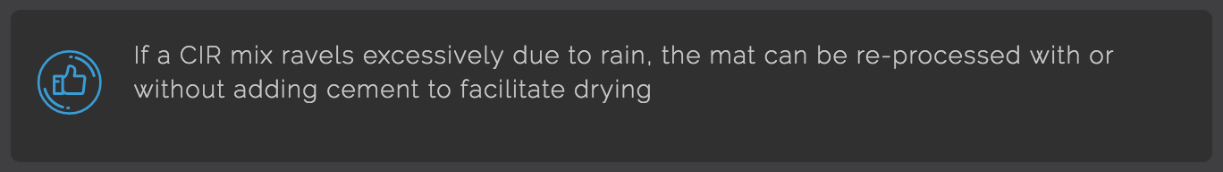 If a CIR mix ravels excessively due to rain, the mat can be re-processed with or
without adding cement to facilitate drying